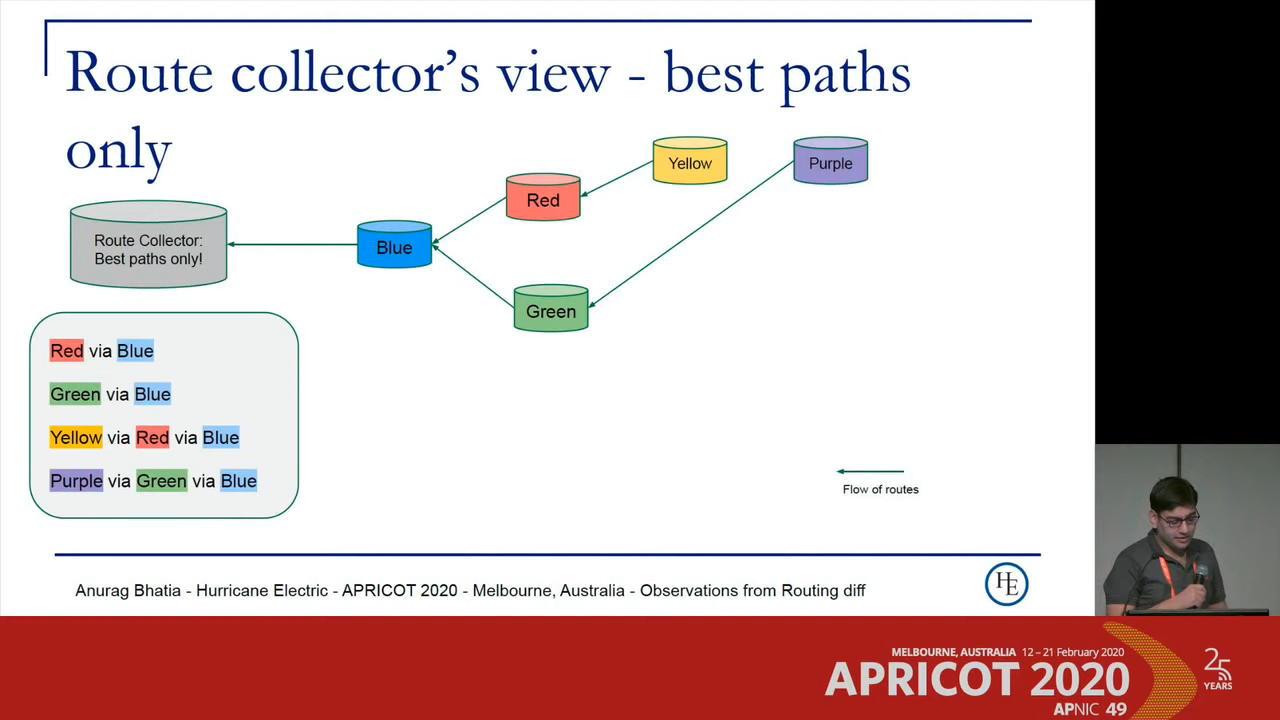 Route collector's view - best paths
only
Yellow
Purple
Red
Route Collector:
Best paths only!
Blue
Green
Red via Blue
Green via Blue
Yellow via Red via Blue
Purple via Green via Blue
Flow of routes
Anurag Bhatia - Hurricane Electric - APRICOT 2020 - Melbourne, Australia - Observations from Routing diff
HE
MELBOURNE, AUSTRALIA 12 – 21 February 2020
APRICOT 2020
APNIC 49
25
YEARS